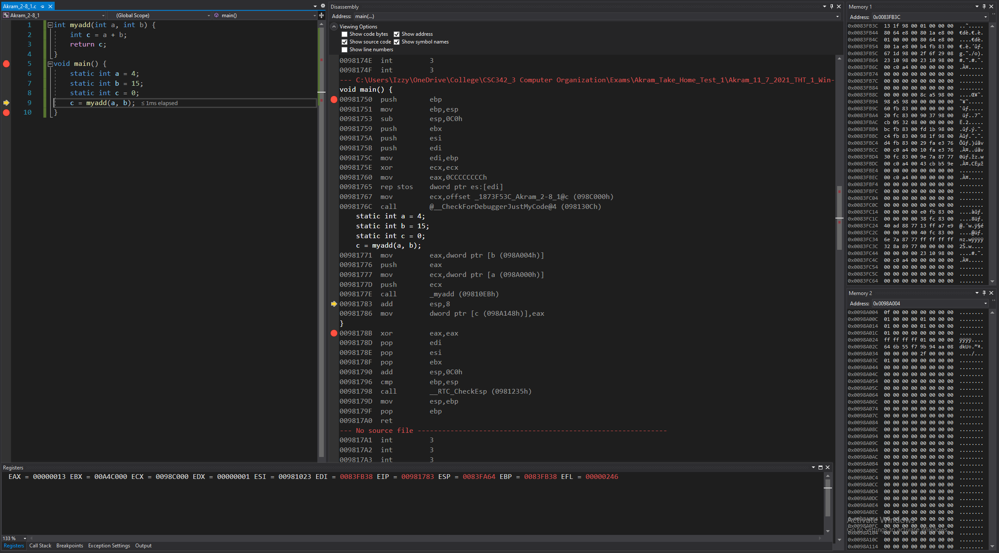 Akram_2-8_1.c
Akram_2-8_1 (Global Scope) main()
1 int myadd(int a, int b) {
2 int c = a + b;
3 return c;
4 }
5 void main() {
6 static int a = 4;
7 static int b = 15;
8 static int c = 0;
9 c = myadd(a, b); ≤ 1ms elapsed
10 }
Disassembly
Address: main(...)
Viewing Options
Show code bytes Show address
Show source code Show symbol names
Show line numbers
0098174E int 3
0098174F int 3
--- C:\Users\Izzy\OneDrive\College\CSC342_3 Computer Organization\Exams\Akram_Take_Home_Test_1\Akram_11_7_2021_THT_1_Win-
void main() {
00981750 push ebp
00981751 mov ebp,esp
00981753 sub esp,0C0h
00981759 push ebx
0098175A push esi
0098175B push edi
0098175C mov edi,ebp
0098175E xor ecx,ecx
00981760 mov eax,0CCCCCCCCh
00981765 rep stos dword ptr es:[edi]
00981767 mov ecx,offset _1873F53C_Akram_2-8_1@c (098C000h)
0098176C call @__CheckForDebuggerJustMyCode@4 (098130Ch)
static int a = 4;
static int b = 15;
static int c = 0;
c = myadd(a, b);
00981771 mov eax,dword ptr [b (098A004h)]
00981776 push eax
00981777 mov ecx,dword ptr [a (098A000h)]
0098177D push ecx
0098177E call _myadd (09810EBh)
00981783 add esp,8
00981786 mov dword ptr [c (098A148h)],eax
}
0098178B xor eax,eax
0098178D pop edi
0098178E pop esi
0098178F pop ebx
00981790 add esp,0C0h
00981796 cmp ebp,esp
00981798 call __RTC_CheckEsp (0981235h)
0098179D mov esp,ebp
0098179F pop ebp
009817A0 ret
--- No source file -------------------------------------------------------------
009817A1 int 3
009817A2 int 3
009817A3 int 3
Memory 1
Address: 0x0083FB3C
0x0083FB3C 13 1f 98 00 01 00 00 00 ..˜.....
0x0083FB44 80 64 e8 00 80 1a e8 00 €dè.€.è.
0x0083FB4C 01 00 00 00 80 64 e8 00 ....€dè.
0x0083FB54 80 1a e8 00 b4 fb 83 00 €.è.´ûƒ.
0x0083FB5C 67 1d 98 00 2f 6f 29 08 g.˜./o).
0x0083FB64 23 10 98 00 23 10 98 00 #.˜.#.˜.
0x0083FB6C 00 c0 a4 00 00 00 00 00 .À¤.....
0x0083FB74 00 00 00 00 00 00 00 00 ........
0x0083FB7C 00 00 00 00 00 00 00 00 ........
0x0083FB84 00 00 00 00 00 00 00 00 ........
0x0083FB8C 00 00 00 00 8c a5 98 00 ....Œ¥˜.
0x0083FB94 98 a5 98 00 00 00 00 00 ˜¥˜.....
0x0083FB9C 60 fb 83 00 00 00 00 00 `ûƒ.....
0x0083FBA4 20 fc 83 00 90 37 98 00 üƒ..7˜.
0x0083FBAC cb 05 32 08 00 00 00 00 Ë.2.....
0x0083FBB4 bc fb 83 00 fd 1b 98 00 .ûƒ.ý.˜.
0x0083FBBC c4 fb 83 00 98 1f 98 00 Äûƒ.˜.˜.
0x0083FBC4 d4 fb 83 00 29 fa e3 76 Ôûƒ.)úãv
0x0083FBCC 00 c0 a4 00 10 fa e3 76 .À¤..úãv
0x0083FBD4 30 fc 83 00 9e 7a 87 77 0üƒ.žz.w
0x0083FBDC 00 c0 a4 00 43 cb b5 9e .À¤.CËµž
0x0083FBE4 00 00 00 00 00 00 00 00 ........
0x0083FBEC 00 c0 a4 00 00 00 00 00 .À¤.....
0x0083FBF4 00 00 00 00 00 00 00 00 ........
0x0083FBFC 00 00 00 00 00 00 00 00 ........
0x0083FC04 00 00 00 00 00 00 00 00 ........
0x0083FC0C 00 00 00 00 00 00 00 00 ........
0x0083FC14 00 00 00 00 e0 fb 83 00 ....àûƒ.
0x0083FC1C 00 00 00 00 38 fc 83 00 ....8üƒ.
0x0083FC24 40 ad 88 77 13 ff a7 e9 @.ˆw.ÿ§é
0x0083FC2C 00 00 00 00 40 fc 83 00 ....@üƒ.
0x0083FC34 6e 7a 87 77 ff ff ff ff nz.wÿÿÿÿ
0x0083FC3C 32 8a 89 77 00 00 00 00 2Š.w....
0x0083FC44 00 00 00 00 23 10 98 00 ....#.˜.
0x0083FC4C 00 c0 a4 00 00 00 00 00 .À¤.....
0x0083FC54 00 00 00 00 00 00 00 00 ........
0x0083FC5C 00 00 00 00 00 00 00 00 ........
0x0083FC64 00 00 00 00 00 00 00 00 ........
Memory 2
Address: 0x0098A004
0x0098A004 0f 00 00 00 00 00 00 00 ........
0x0098A00C 01 00 00 00 01 00 00 00 ........
0x0098A014 01 00 00 00 01 00 00 00 ........
0x0098A01C 01 00 00 00 00 00 00 00 ........
0x0098A024 ff ff ff ff 01 00 00 00 ÿÿÿÿ....
0x0098A02C 64 6b 55 f7 9b 94 aa 08 dkU÷.”ª.
0x0098A034 00 00 00 00 2f 00 00 00 ..../...
0x0098A03C 01 00 00 00 00 00 00 00 ........
0x0098A044 00 00 00 00 00 00 00 00 ........
0x0098A04C 00 00 00 00 00 00 00 00 ........
0x0098A054 00 00 00 00 00 00 00 00 ........
0x0098A05C 00 00 00 00 00 00 00 00 ........
0x0098A064 00 00 00 00 00 00 00 00 ........
0x0098A06C 00 00 00 00 00 00 00 00 ........
0x0098A074 00 00 00 00 00 00 00 00 ........
0x0098A07C 00 00 00 00 00 00 00 00 ........
0x0098A084 00 00 00 00 00 00 00 00 ........
0x0098A08C 00 00 00 00 00 00 00 00 ........
0x0098A094 00 00 00 00 00 00 00 00 ........
0x0098A09C 00 00 00 00 00 00 00 00 ........
0x0098A0A4 00 00 00 00 00 00 00 00 ........
0x0098A0AC 00 00 00 00 00 00 00 00 ........
0x0098A0B4 00 00 00 00 00 00 00 00 ........
0x0098A0BC 00 00 00 00 00 00 00 00 ........
0x0098A0C4 00 00 00 00 00 00 00 00 ........
0x0098A0CC 00 00 00 00 00 00 00 00 ........
0x0098A0D4 00 00 00 00 00 00 00 00 ........
0x0098A0DC 00 00 00 00 00 00 00 00 ........
0x0098A0E4 00 00 00 00 00 00 00 00 ........
0x0098A0EC 00 00 00 00 00 00 00 00 ........
0x0098A0F4 00 00 00 00 00 00 00 00 ........
0x0098A0FC 00 00 00 00 00 00 00 00 ........
0x0098A104 00 00 00 00 00 00 00 00 ........
0x0098A10C 00 00 00 00 00 00 00 00 ........
0x0098A114 00 00 00 00 00 00 00 00 ........
Activate Windows
Go to Settings to activate Windows.
Registers
EAX = 00000013 EBX = 00A4C000 ECX = 0098C000 EDX = 00000001 ESI = 00981023 EDI = 0083FB38 EIP = 00981783 ESP = 0083FA64 EBP = 0083FB38 EFL = 00000246
133 %
Registers Call Stack Breakpoints Exception Settings Output